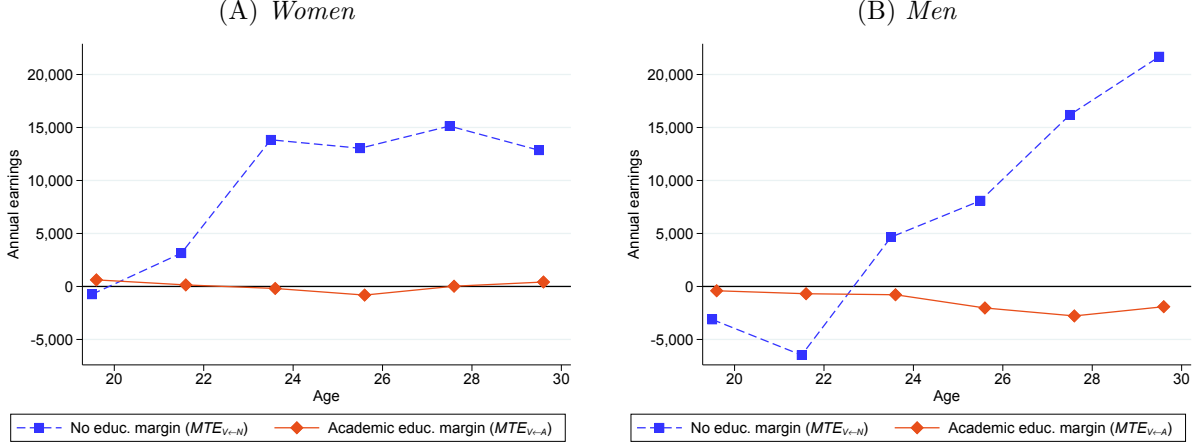 (A) Women
Annual earnings
20,000
15,000
10,000
5,000
0
-5,000
20 22 24 26 28 30
Age
No educ. margin (MTE_{V←N}) Academic educ. margin (MTE_{V←A})
(B) Men
Annual earnings
20,000
15,000
10,000
5,000
0
-5,000
20 22 24 26 28 30
Age
No educ. margin (MTE_{V←N}) Academic educ. margin (MTE_{V←A})